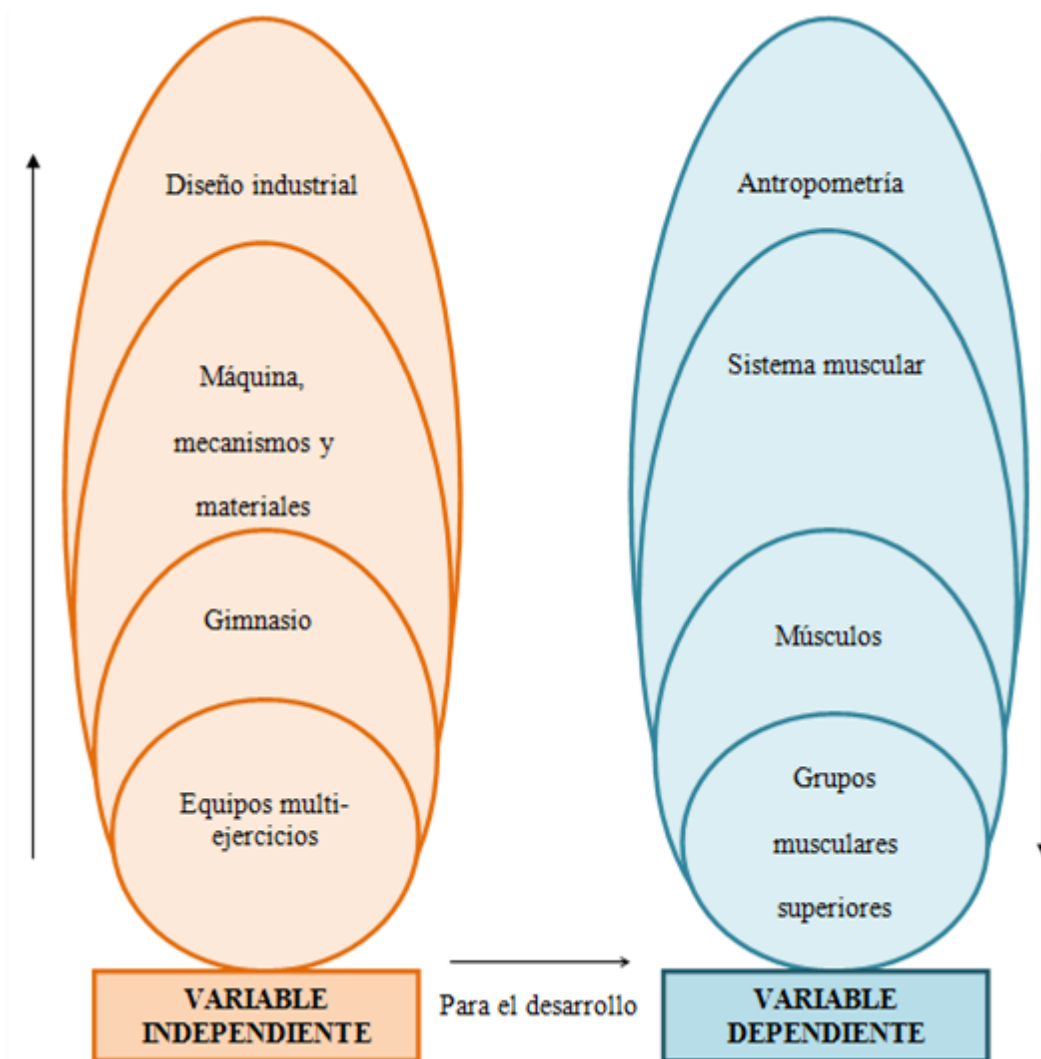 Diseño industrial
Máquina,
mecanismos y
materiales
Gimnasio
Equipos multi-
ejercicios
VARIABLE
INDEPENDIENTE
Para el desarrollo
Antropometría
Sistema muscular
Músculos
Grupos
musculares
superiores
VARIABLE
DEPENDIENTE